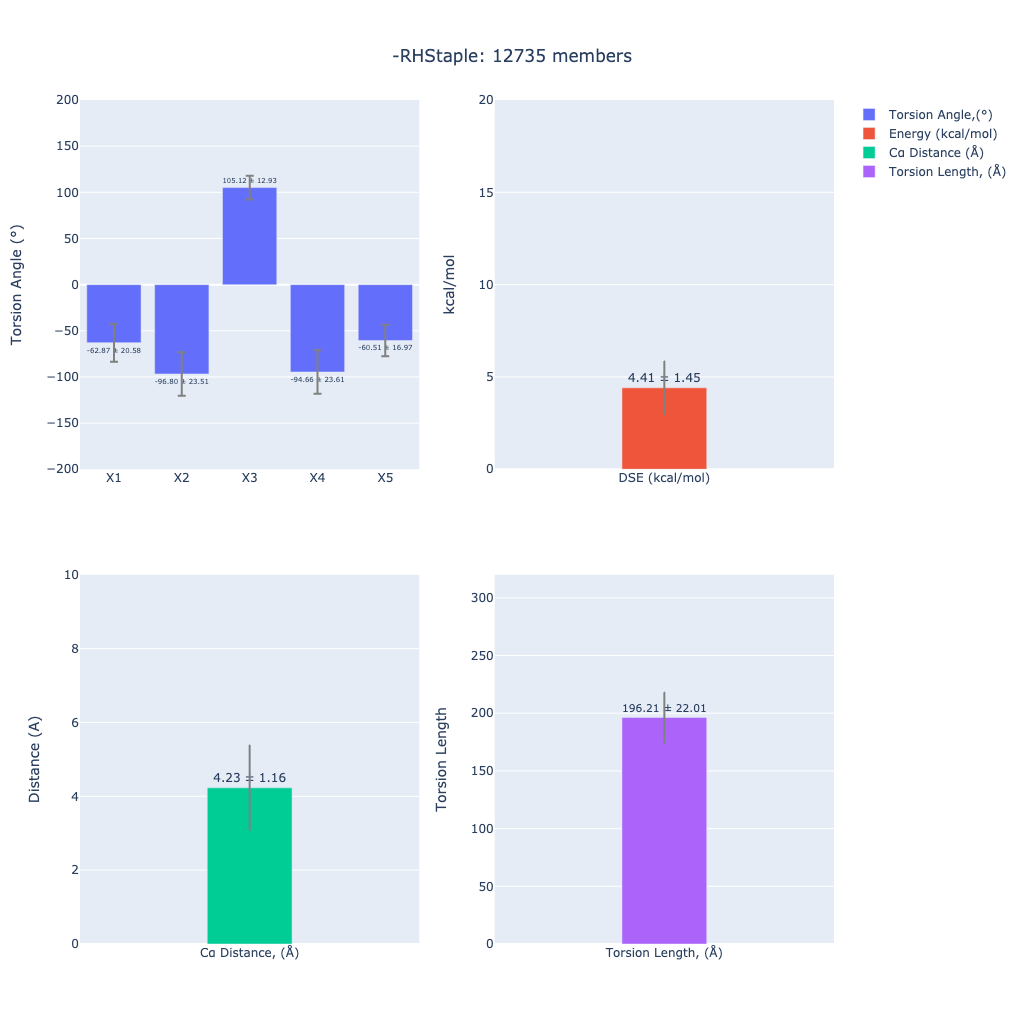 -RHStaple: 12735 members
Torsion Angle (°)
200
150
100
50
0
−50
−100
−150
−200
-62.87 ± 20.58
-96.80 ± 23.51
105.12 ± 12.93
-94.66 ± 23.61
-60.51 ± 16.97
X1 X2 X3 X4 X5
kcal/mol
20
15
10
5
0
4.41 ± 1.45
DSE (kcal/mol)
Torsion Angle,(°)
Energy (kcal/mol)
Cα Distance (Å)
Torsion Length, (Å)
Distance (A)
10
8
6
4
2
0
4.23 ± 1.16
Cα Distance, (Å)
Torsion Length
300
250
200
150
100
50
0
196.21 ± 22.01
Torsion Length, (Å)